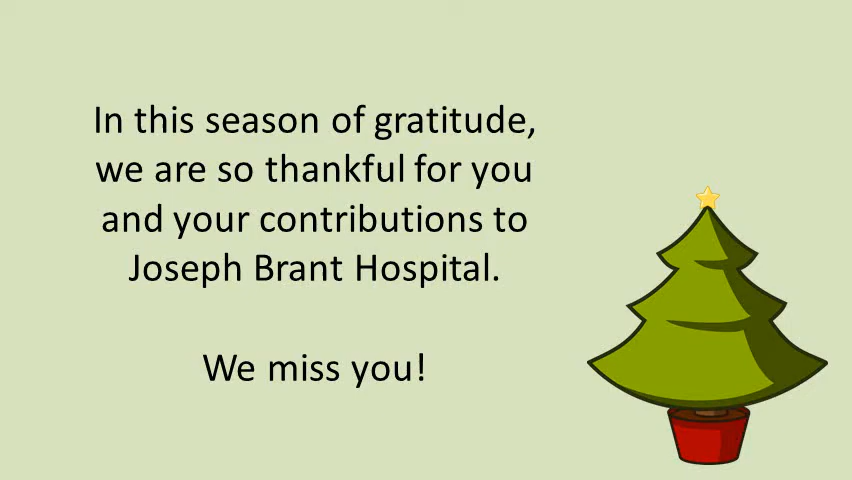 In this season of gratitude,
we are so thankful for you
and your contributions to
Joseph Brant Hospital.
We miss you!